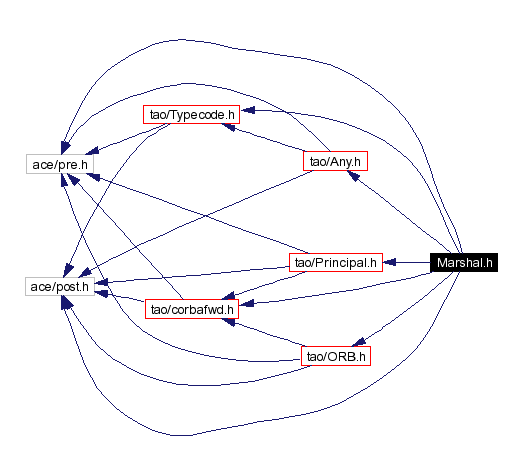 tao/Typecode.h
ace/pre.h
tao/Any.h
tao/Principal.h
Marshal.h
ace/post.h
tao/corbafwd.h
tao/ORB.h